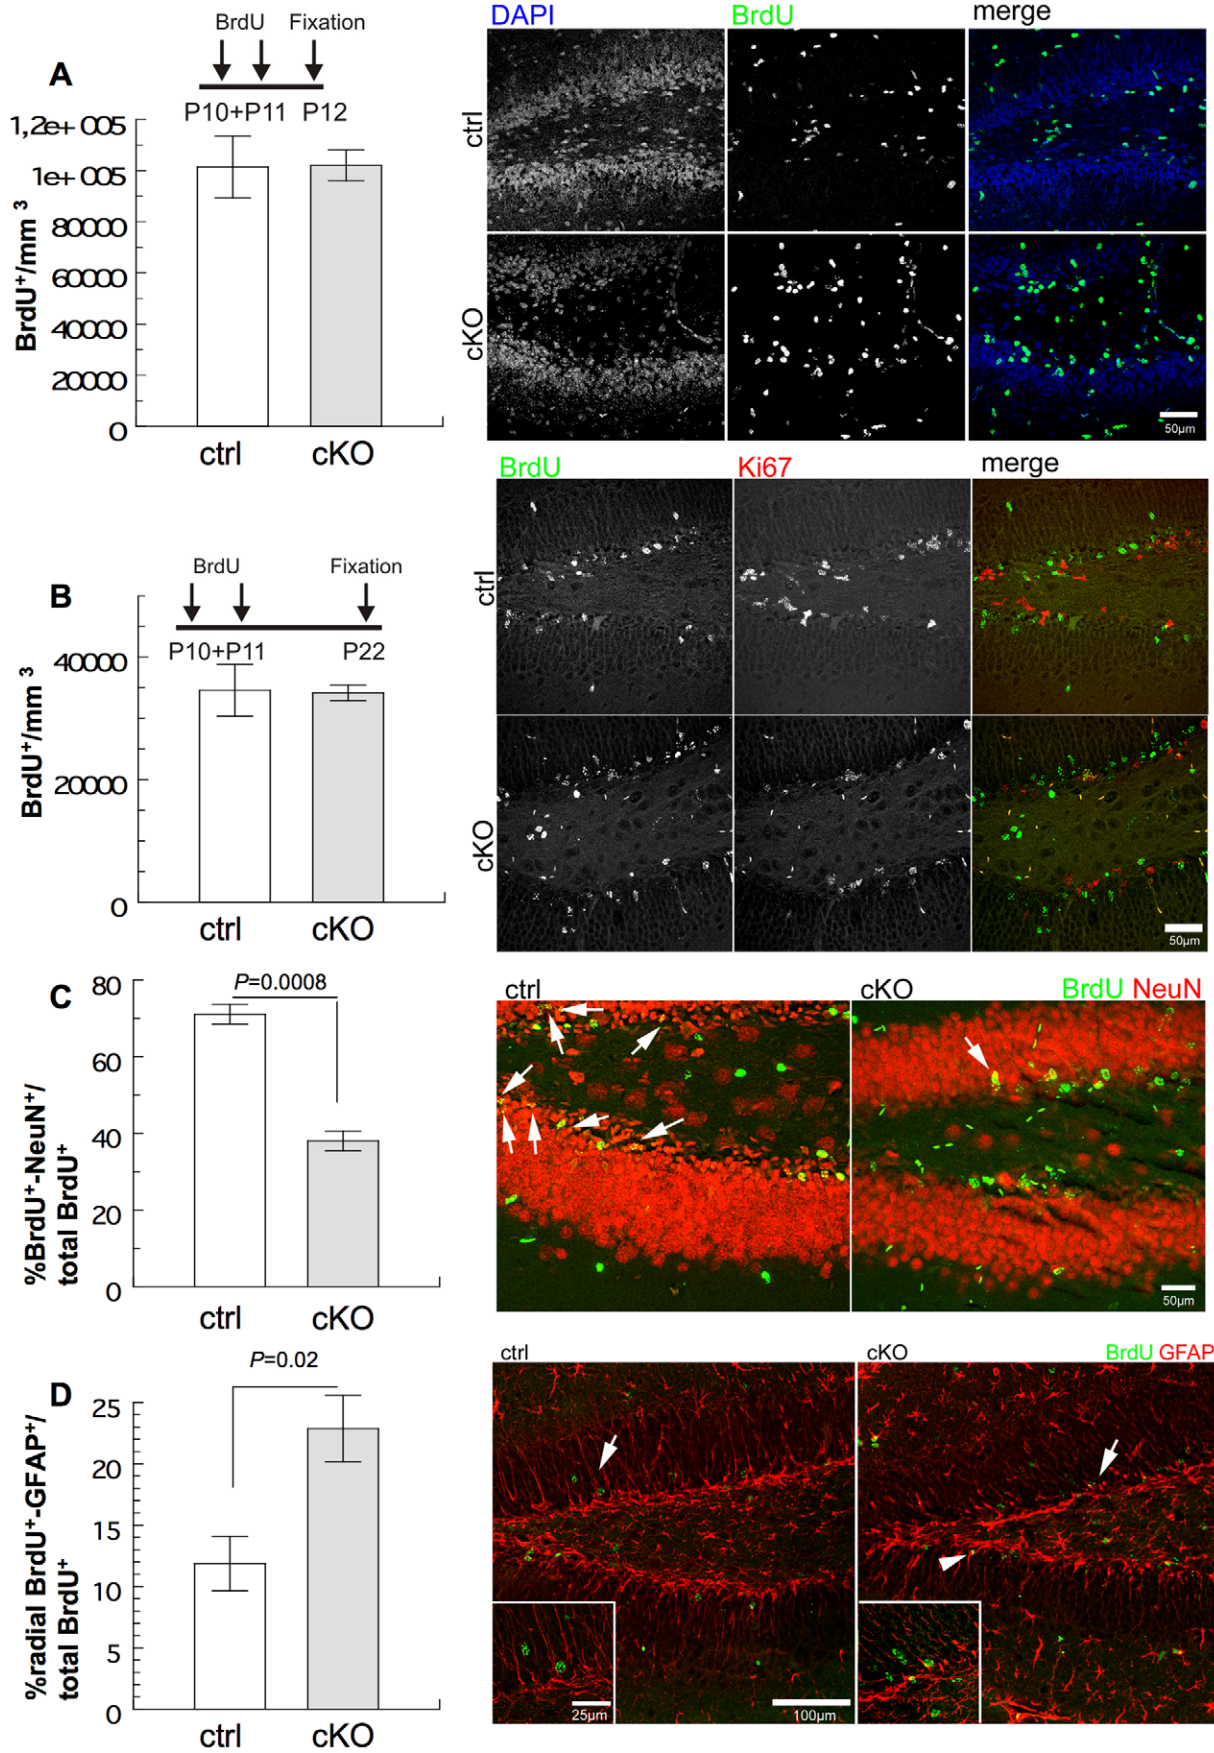 A
BrdU Fixation
P10+P11 P12
1,2e+005
1e+005
80000
60000
40000
20000
0
BrdU+/mm 3
ctrl cKO
DAPI BrdU merge
ctrl
cKO
50µm
B
BrdU Fixation
P10+P11 P22
40000
20000
0
BrdU+/mm 3
ctrl cKO
BrdU Ki67 merge
ctrl
cKO
50µm
C
P=0.0008
80
60
40
20
0
%BrdU+-NeuN+/
total BrdU+
ctrl cKO
ctrl cKO BrdU NeuN
50µm
D
P=0.02
25
20
15
10
5
0
%radial BrdU+-GFAP+/
total BrdU+
ctrl cKO
ctrl cKO BrdU GFAP
25µm 100µm